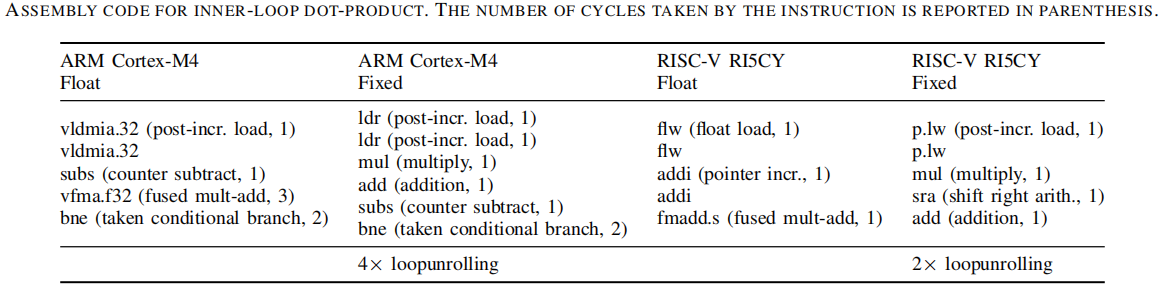 ASSEMBLY CODE FOR INNER-LOOP DOT-PRODUCT. THE NUMBER OF CYCLES TAKEN BY THE INSTRUCTION IS REPORTED IN PARENTHESIS.
ARM Cortex-M4 ARM Cortex-M4 RISC-V RI5CY RISC-V RI5CY
Float Fixed Float Fixed
vldmia.32 (post-incr. load, 1)
vldmia.32
subs (counter subtract, 1)
vfma.f32 (fused mult-add, 3)
bne (taken conditional branch, 2)
ldr (post-incr. load, 1)
ldr (post-incr. load, 1)
mul (multiply, 1)
add (addition, 1)
subs (counter subtract, 1)
bne (taken conditional branch, 2)
flw (float load, 1)
flw
addi (pointer incr., 1)
addi
fmadd.s (fused mult-add, 1)
p.lw (post-incr. load, 1)
p.lw
mul (multiply, 1)
sra (shift right arith., 1)
add (addition, 1)
4× loopunrolling 2× loopunrolling